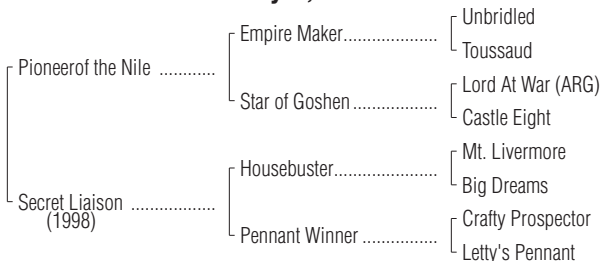 Unbridled
Empire Maker....................
Toussaud
Pioneerof the Nile ............
Lord At War (ARG)
Star of Goshen..................
Castle Eight
Mt. Livermore
Housebuster......................
Big Dreams
Secret Liaison ..................
(1998)
Crafty Prospector
Pennant Winner ................
Letty's Pennant